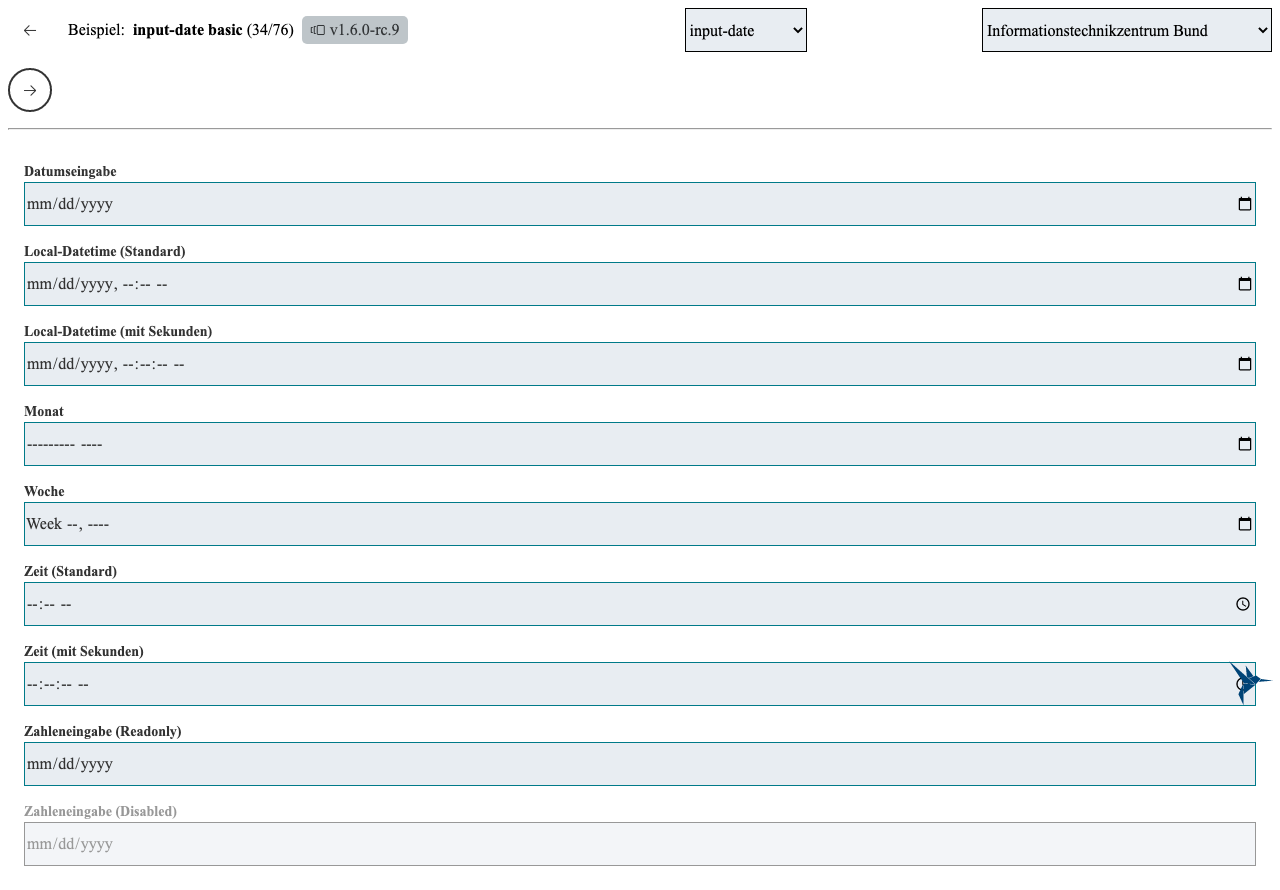 Beispiel: input-date basic (34/76) v1.6.0-rc.9 input-date Informationstechnikzentrum Bund
Datumseingabe
mm/dd/yyyy
Local-Datetime (Standard)
mm/dd/yyyy, --:-- --
Local-Datetime (mit Sekunden)
mm/dd/yyyy, --:--:-- --
Monat
--------- ----
Woche
Week --, ----
Zeit (Standard)
--:-- --
Zeit (mit Sekunden)
--:--:-- --
Zahleneingabe (Readonly)
mm/dd/yyyy
Zahleneingabe (Disabled)
mm/dd/yyyy